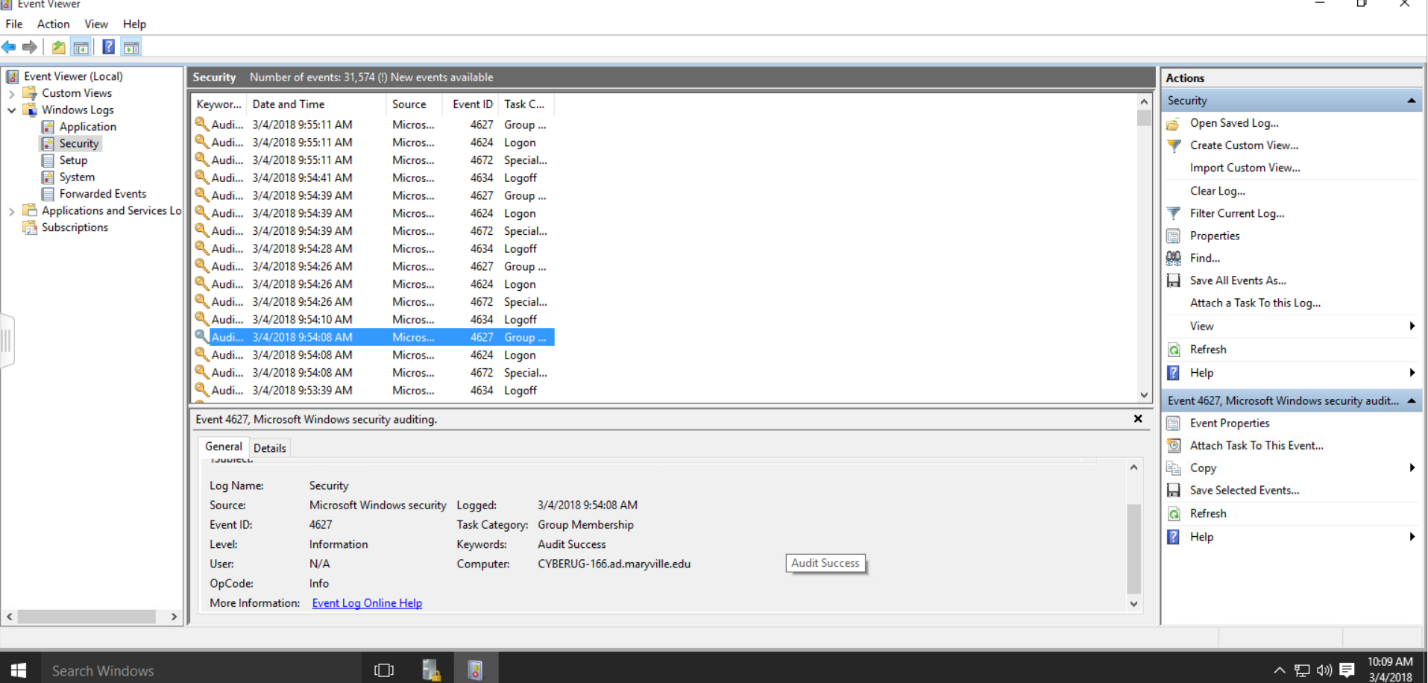 Event Viewer
File Action View Help
Event Viewer (Local)
Custom Views
Windows Logs
Application
Security
Setup
System
Forwarded Events
Applications and Services Lo
Subscriptions
Security Number of events: 31,574 (!) New events available
Keywor... Date and Time Source Event ID Task C...
Audi... 3/4/2018 9:55:11 AM Micros... 4627 Group ...
Audi... 3/4/2018 9:55:11 AM Micros... 4624 Logon
Audi... 3/4/2018 9:55:11 AM Micros... 4672 Special...
Audi... 3/4/2018 9:54:41 AM Micros... 4634 Logoff
Audi... 3/4/2018 9:54:39 AM Micros... 4627 Group ...
Audi... 3/4/2018 9:54:39 AM Micros... 4624 Logon
Audi... 3/4/2018 9:54:39 AM Micros... 4672 Special...
Audi... 3/4/2018 9:54:28 AM Micros... 4634 Logoff
Audi... 3/4/2018 9:54:26 AM Micros... 4627 Group ...
Audi... 3/4/2018 9:54:26 AM Micros... 4624 Logon
Audi... 3/4/2018 9:54:26 AM Micros... 4672 Special...
Audi... 3/4/2018 9:54:10 AM Micros... 4634 Logoff
Audi... 3/4/2018 9:54:08 AM Micros... 4627 Group ...
Audi... 3/4/2018 9:54:08 AM Micros... 4624 Logon
Audi... 3/4/2018 9:54:08 AM Micros... 4672 Special...
Audi... 3/4/2018 9:53:39 AM Micros... 4634 Logoff
Event 4627, Microsoft Windows security auditing.
General Details
Subject:
Log Name: Security
Source: Microsoft Windows security Logged: 3/4/2018 9:54:08 AM
Event ID: 4627 Task Category: Group Membership
Level: Information Keywords: Audit Success
User: N/A Computer: CYBERUG-166.ad.maryville.edu
Audit Success
OpCode: Info
More Information: Event Log Online Help
Actions
Security
Open Saved Log...
Create Custom View...
Import Custom View...
Clear Log...
Filter Current Log...
Properties
Find...
Save All Events As...
Attach a Task To this Log...
View
Refresh
Help
Event 4627, Microsoft Windows security audit...
Event Properties
Attach Task To This Event...
Copy
Save Selected Events...
Refresh
Help
Search Windows
10:09 AM
3/4/2018